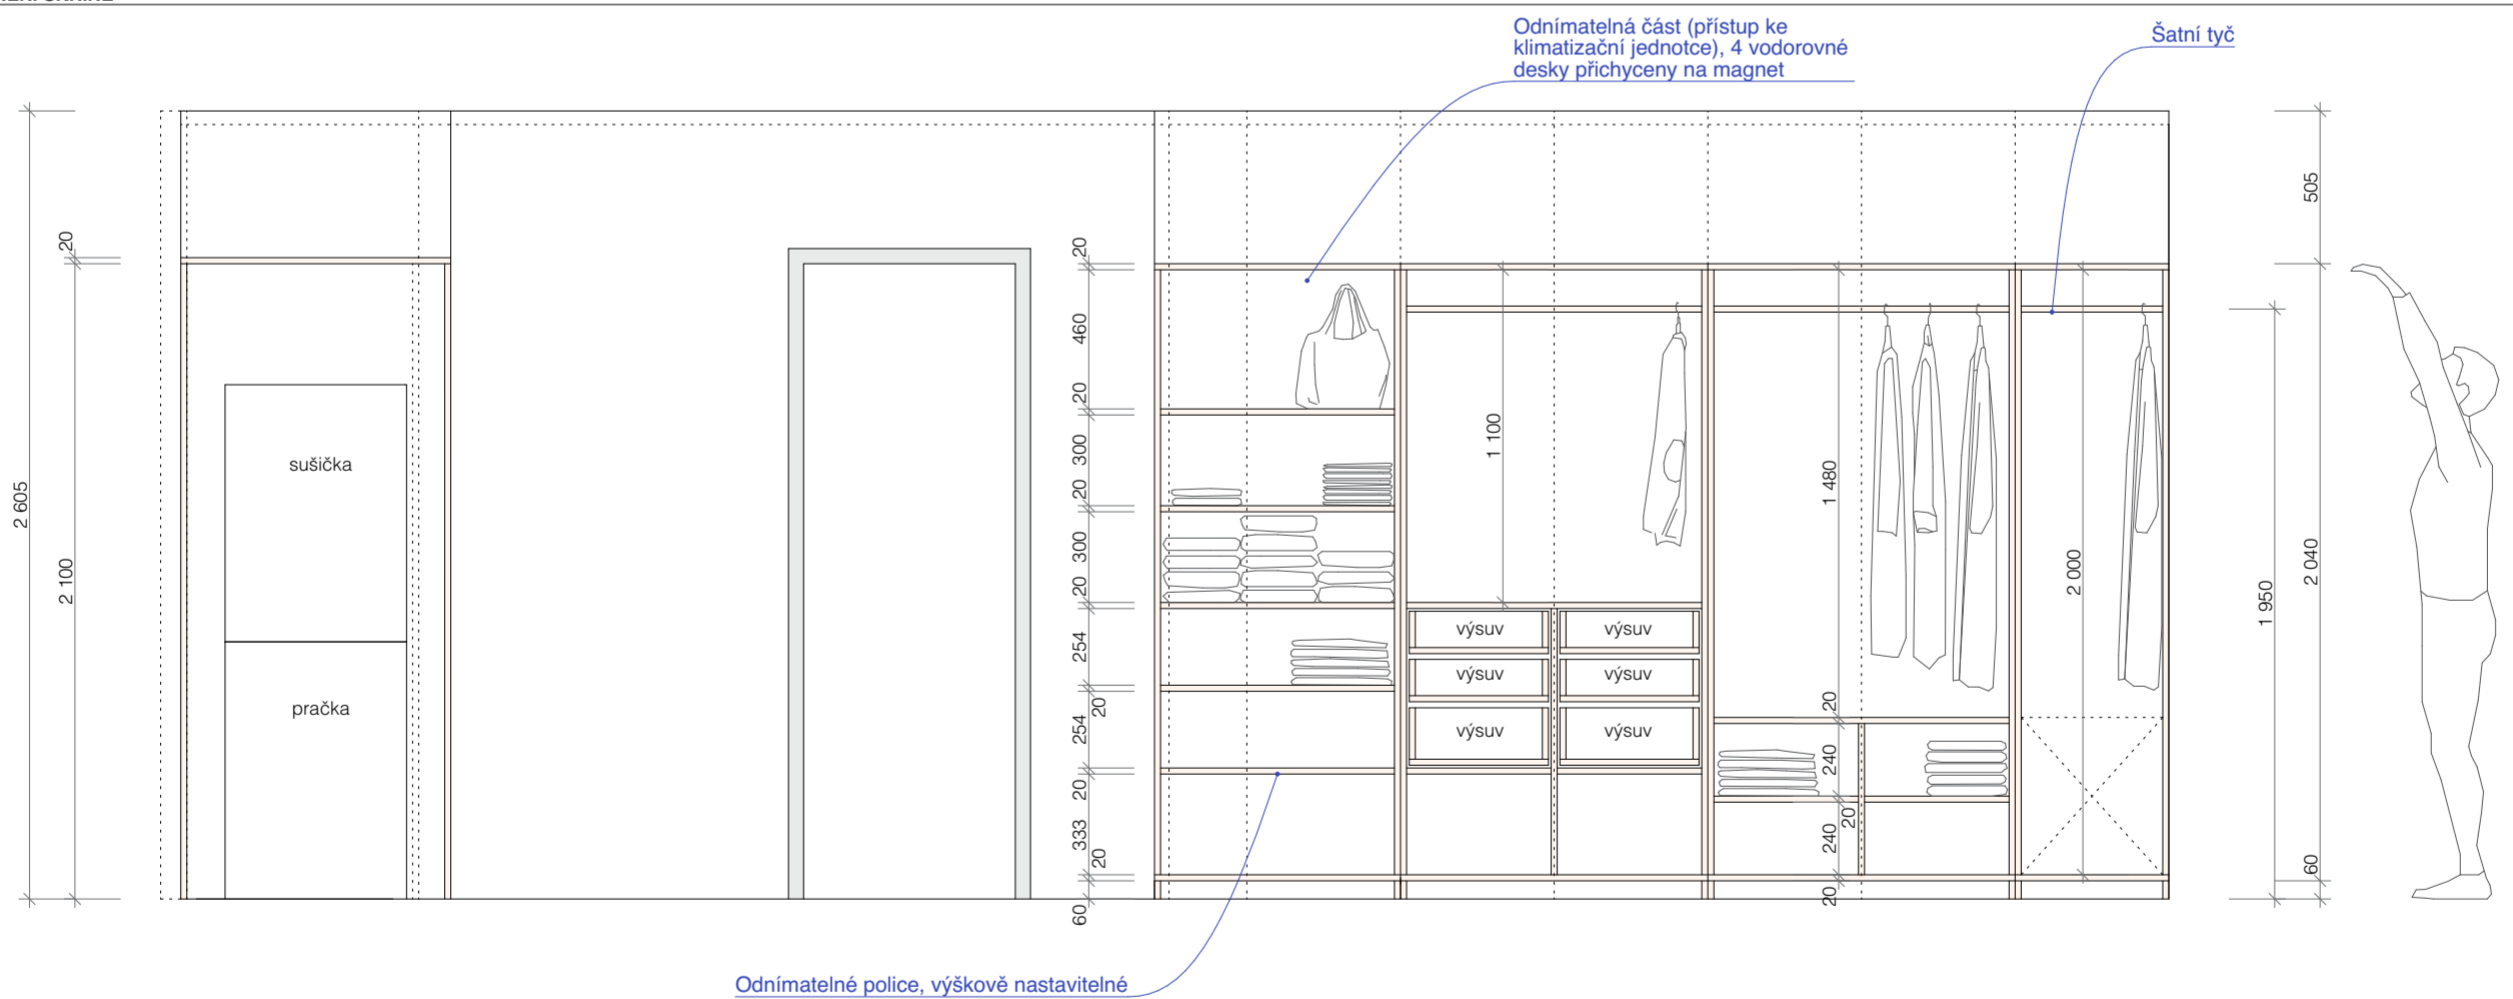 Odnímatelná část (přístup ke
klimatizační jednotce), 4 vodorovné
desky přichyceny na magnet
Šatní tyč
2 605
20
2 100
sušička
pračka
20
460
20
300
20
300
20
254
20
254
20
333
20
60
1 100
výsuv výsuv
výsuv výsuv
výsuv výsuv
1 480
20
240
20
240
20
2 000
1 950
505
2 040
60
Odnímatelné police, výškově nastavitelné